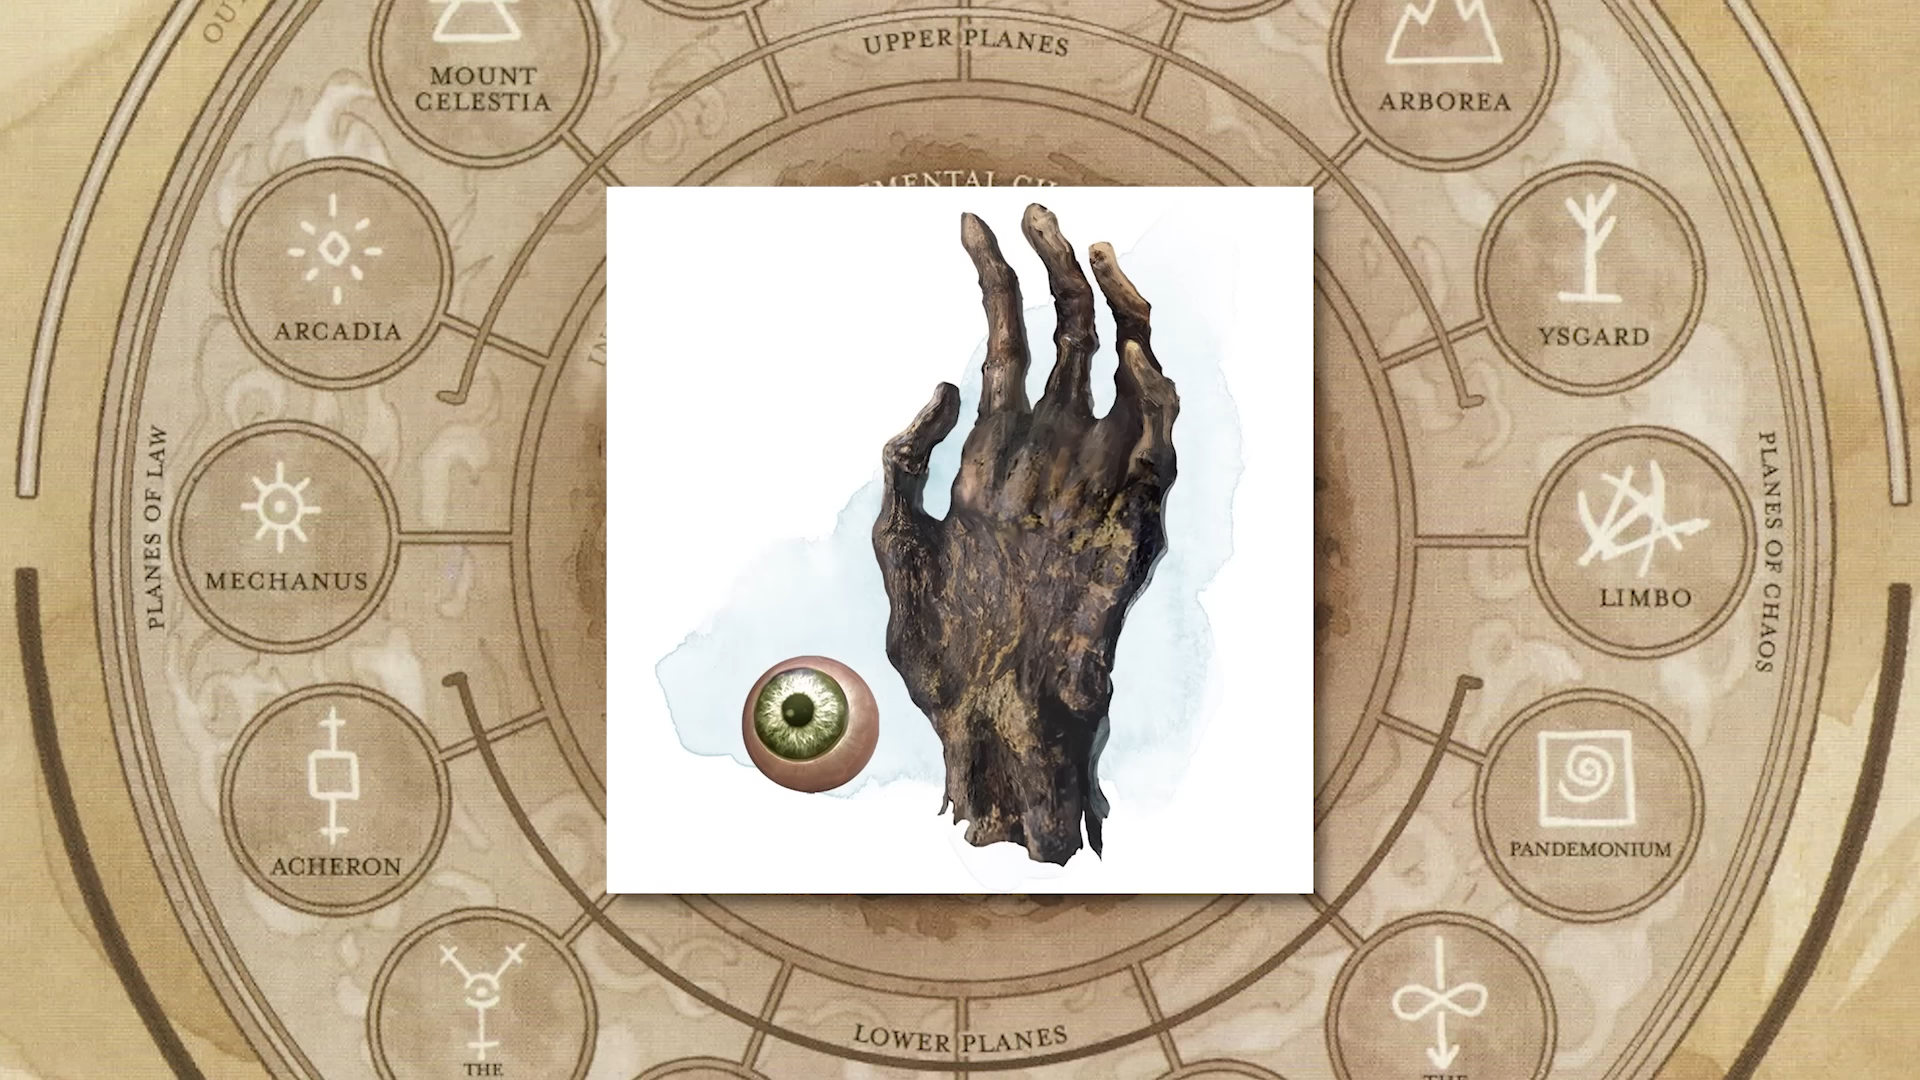 UPPER PLANES
MOUNT
CELESTIA
ARBOREA
ARCADIA
YSGARD
PLANES OF LAW
PLANES OF CHAOS
MECHANUS
LIMBO
ACHERON
PANDEMONIUM
LOWER PLANES
THE
THE